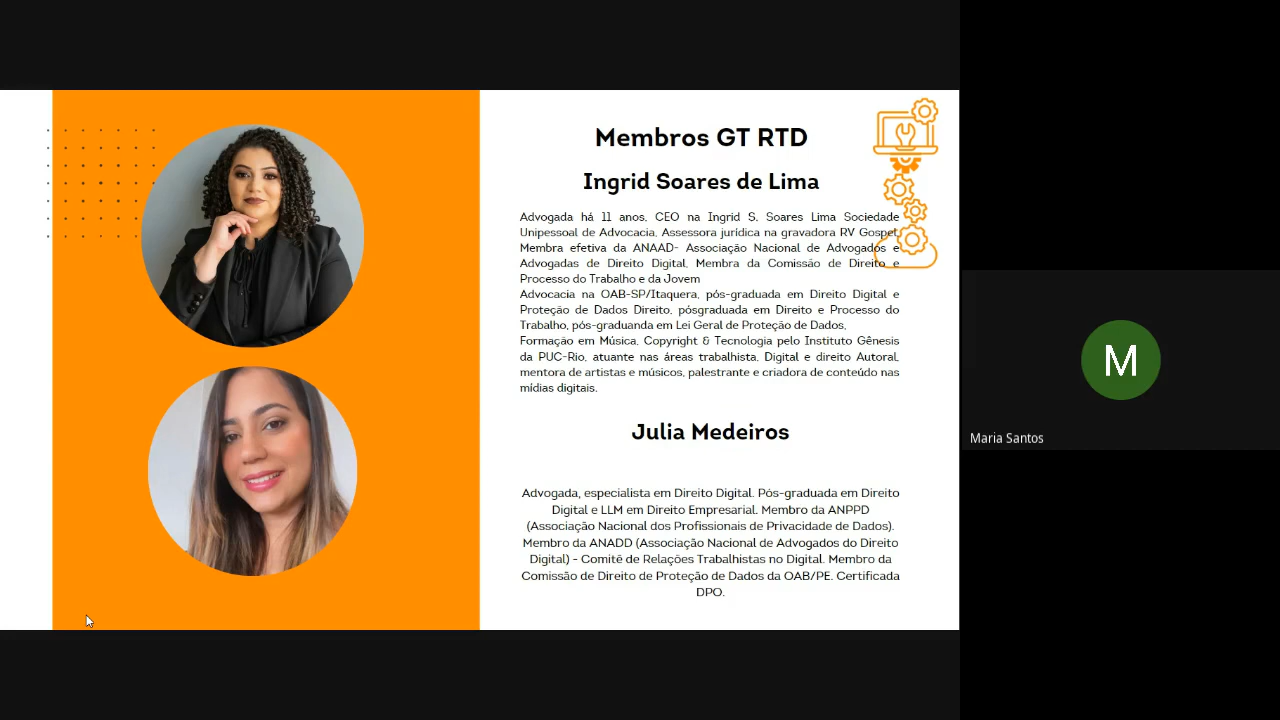 Membros GT RTD
Ingrid Soares de Lima
Advogada há 11 anos, CEO na Ingrid S. Soares Lima Sociedade
Unipessoal de Advocacia, Assessora jurídica na gravadora RV Gospel,
Membra efetiva da ANAAD- Associação Nacional de Advogados e
Advogadas de Direito Digital, Membra da Comissão de Direito e
Processo do Trabalho e da Jovem
Advocacia na OAB-SP/Itaquera, pós-graduada em Direito Digital e
Proteção de Dados Direito, pósgraduada em Direito e Processo do
Trabalho, pós-graduanda em Lei Geral de Proteção de Dados,
Formação em Música, Copyright & Tecnologia pelo Instituto Gênesis
da PUC-Rio, atuante nas áreas trabalhista, Digital e direito Autoral,
mentora de artistas e músicos, palestrante e criadora de conteúdo nas
mídias digitais.
Julia Medeiros
Advogada, especialista em Direito Digital. Pós-graduada em Direito
Digital e LLM em Direito Empresarial. Membro da ANPPD
(Associação Nacional dos Profissionais de Privacidade de Dados).
Membro da ANADD (Associação Nacional de Advogados do Direito
Digital) - Comitê de Relações Trabalhistas no Digital. Membro da
Comissão de Direito de Proteção de Dados da OAB/PE. Certificada
DPO.
M
Maria Santos